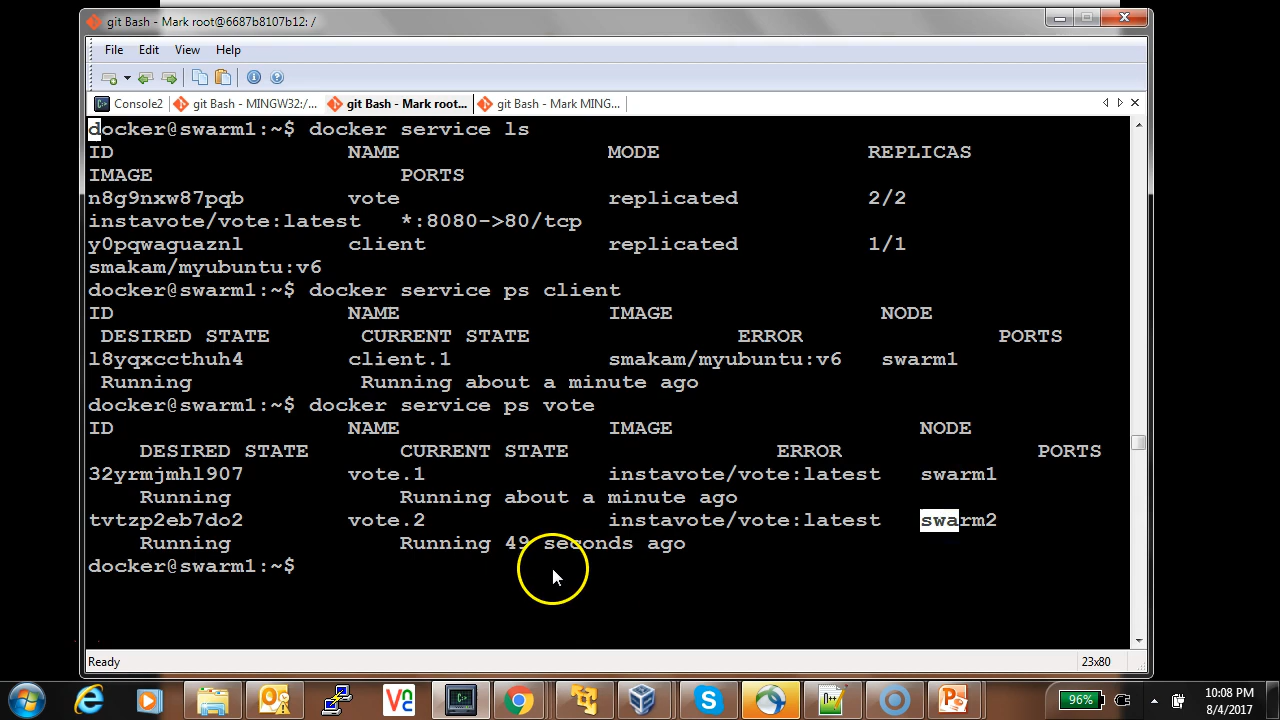 git Bash - Mark root@6687b8107b12: /
File Edit View Help
Console2 git Bash - MINGW32:/... git Bash - Mark root... git Bash - Mark MING...
docker@swarm1:~$ docker service ls
ID NAME MODE REPLICAS
IMAGE PORTS
n8g9nxw87pqb vote replicated 2/2
instavote/vote:latest *:8080->80/tcp
y0pqwaguaznl client replicated 1/1
smakam/myubuntu:v6
docker@swarm1:~$ docker service ps client
ID NAME IMAGE NODE
DESIRED STATE CURRENT STATE ERROR PORTS
l8yqxccthuh4 client.1 smakam/myubuntu:v6 swarm1
Running Running about a minute ago
docker@swarm1:~$ docker service ps vote
ID NAME IMAGE NODE
DESIRED STATE CURRENT STATE ERROR PORTS
32yrmjmhl907 vote.1 instavote/vote:latest swarm1
Running Running about a minute ago
tvtzp2eb7do2 vote.2 instavote/vote:latest swarm2
Running Running 49 seconds ago
docker@swarm1:~$
Ready 23x80
96% 10:08 PM
8/4/2017